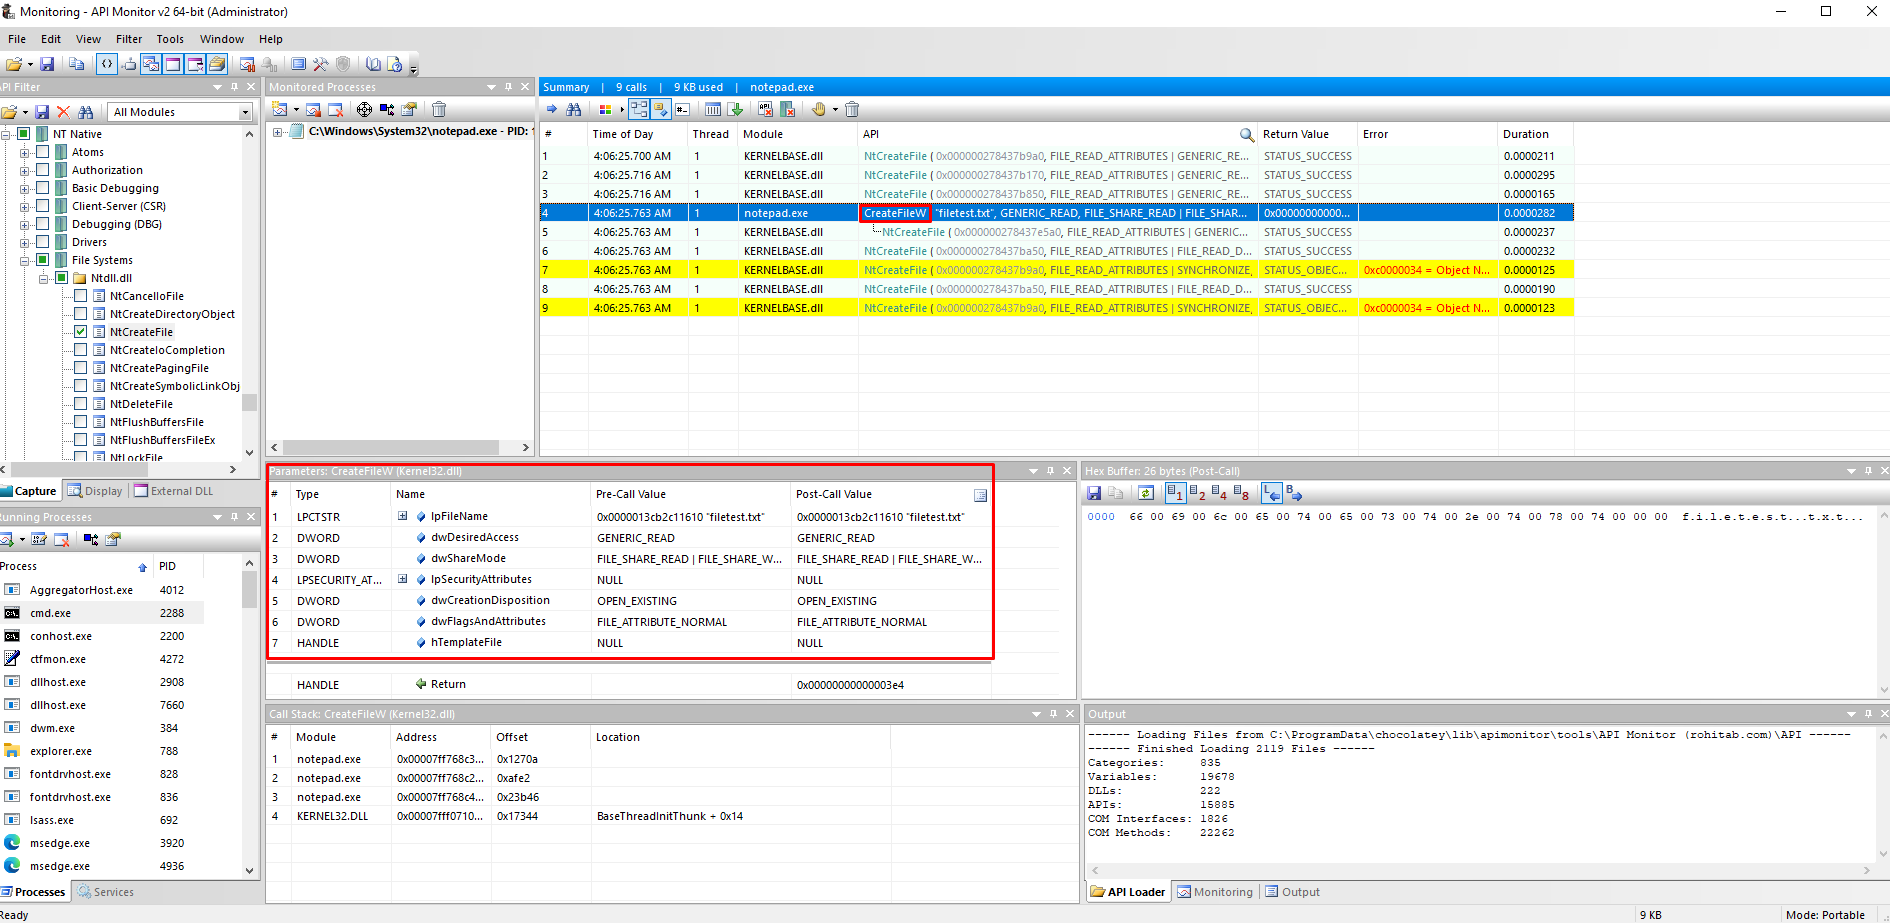 Monitoring - API Monitor v2 64-bit (Administrator)
File Edit View Filter Tools Window Help
API Filter
All Modules
NT Native
Atoms
Authorization
Basic Debugging
Client-Server (CSR)
Debugging (DBG)
Drivers
File Systems
Ntdll.dll
NtCancelIoFile
NtCreateDirectoryObject
NtCreateFile
NtCreateIoCompletion
NtCreatePagingFile
NtCreateSymbolicLinkObj
NtDeleteFile
NtFlushBuffersFile
NtFlushBuffersFileEx
NtLockFile
Capture Display External DLL
Running Processes
Process PID
AggregatorHost.exe 4012
cmd.exe 2288
conhost.exe 2200
ctfmon.exe 4272
dllhost.exe 2908
dllhost.exe 7660
dwm.exe 384
explorer.exe 788
fontdrvhost.exe 828
fontdrvhost.exe 836
lsass.exe 692
msedge.exe 3920
msedge.exe 4936
Processes Services
Monitored Processes
C:\Windows\System32\notepad.exe - PID:
Summary | 9 calls | 9 KB used | notepad.exe
# Time of Day Thread Module API Return Value Error Duration
1 4:06:25.700 AM 1 KERNELBASE.dll NtCreateFile ( 0x000000278437b9a0, FILE_READ_ATTRIBUTES | GENERIC_RE... STATUS_SUCCESS 0.0000211
2 4:06:25.716 AM 1 KERNELBASE.dll NtCreateFile ( 0x000000278437b170, FILE_READ_ATTRIBUTES | GENERIC_RE... STATUS_SUCCESS 0.0000295
3 4:06:25.716 AM 1 KERNELBASE.dll NtCreateFile ( 0x000000278437b850, FILE_READ_ATTRIBUTES | GENERIC_RE... STATUS_SUCCESS 0.0000165
4 4:06:25.763 AM 1 notepad.exe CreateFileW "filetest.txt", GENERIC_READ, FILE_SHARE_READ | FILE_SHAR... 0x00000000000... 0.0000282
5 4:06:25.763 AM 1 KERNELBASE.dll NtCreateFile ( 0x000000278437e5a0, FILE_READ_ATTRIBUTES | GENERIC... STATUS_SUCCESS 0.0000237
6 4:06:25.763 AM 1 KERNELBASE.dll NtCreateFile ( 0x000000278437ba50, FILE_READ_ATTRIBUTES | FILE_READ_D... STATUS_SUCCESS 0.0000232
7 4:06:25.763 AM 1 KERNELBASE.dll NtCreateFile ( 0x000000278437b9a0, FILE_READ_ATTRIBUTES | SYNCHRONIZE, STATUS_OBJEC... 0xc0000034 = Object N... 0.0000125
8 4:06:25.763 AM 1 KERNELBASE.dll NtCreateFile ( 0x000000278437ba50, FILE_READ_ATTRIBUTES | FILE_READ_D... STATUS_SUCCESS 0.0000190
9 4:06:25.763 AM 1 KERNELBASE.dll NtCreateFile ( 0x000000278437b9a0, FILE_READ_ATTRIBUTES | SYNCHRONIZE, STATUS_OBJEC... 0xc0000034 = Object N... 0.0000123
Parameters: CreateFileW (Kernel32.dll)
# Type Name Pre-Call Value Post-Call Value
1 LPCTSTR lpFileName 0x0000013cb2c11610 "filetest.txt" 0x0000013cb2c11610 "filetest.txt"
2 DWORD dwDesiredAccess GENERIC_READ GENERIC_READ
3 DWORD dwShareMode FILE_SHARE_READ | FILE_SHARE_W... FILE_SHARE_READ | FILE_SHARE_W...
4 LPSECURITY_AT... lpSecurityAttributes NULL NULL
5 DWORD dwCreationDisposition OPEN_EXISTING OPEN_EXISTING
6 DWORD dwFlagsAndAttributes FILE_ATTRIBUTE_NORMAL FILE_ATTRIBUTE_NORMAL
7 HANDLE hTemplateFile NULL NULL
HANDLE Return 0x00000000000003e4
Hex Buffer: 26 bytes (Post-Call)
1 2 4 8 L B
0000 66 00 69 00 6c 00 65 00 74 00 65 00 73 00 74 00 2e 00 74 00 78 00 74 00 00 00 f.i.l.e.t.e.s.t...t.x.t...
Call Stack: CreateFileW (Kernel32.dll)
# Module Address Offset Location
1 notepad.exe 0x00007ff768c3... 0x1270a
2 notepad.exe 0x00007ff768c2... 0xafe2
3 notepad.exe 0x00007ff768c4... 0x23b46
4 KERNEL32.DLL 0x00007fff0710... 0x17344 BaseThreadInitThunk + 0x14
Output
------ Loading Files from C:\ProgramData\chocolatey\lib\apimonitor\tools\API Monitor (rohitab.com)\API ------
------ Finished Loading 2119 Files ------
Categories: 835
Variables: 19678
DLLs: 222
APIs: 15885
COM Interfaces: 1826
COM Methods: 22262
API Loader Monitoring Output
Ready 9 KB Mode: Portable